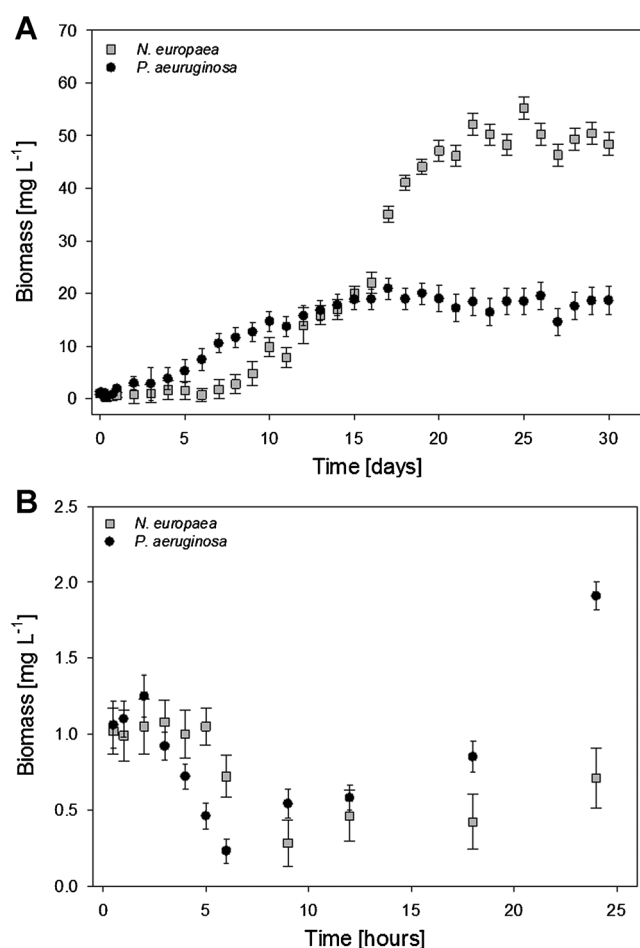 A
N. europaea
P. aeuruginosa
70
60
50
40
30
20
10
0
Biomass [mg L-1]
0 5 10 15 20 25 30
Time [days]
B
N. europaea
P. aeruginosa
2.5
2.0
1.5
1.0
0.5
0.0
Biomass [mg L-1]
0 5 10 15 20 25
Time [hours]